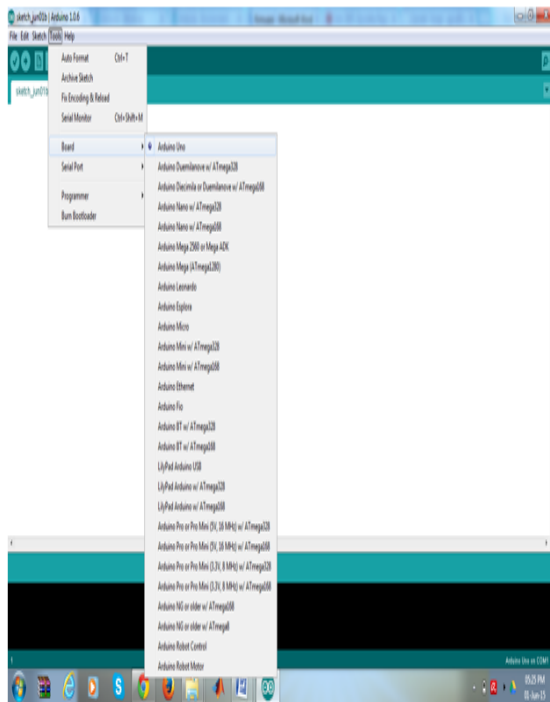 sketch_jun01b | Arduino 1.0.6
File Edit Sketch Tools Help
sketch_jun01b
Auto Format Ctrl+T
Archive Sketch
Fix Encoding & Reload
Serial Monitor Ctrl+Shift+M
Board
Serial Port
Programmer
Burn Bootloader
Arduino Uno
Arduino Duemilanove w/ ATmega328
Arduino Diecimila or Duemilanove w/ ATmega168
Arduino Nano w/ ATmega328
Arduino Nano w/ ATmega168
Arduino Mega 2560 or Mega ADK
Arduino Mega (ATmega1280)
Arduino Leonardo
Arduino Esplora
Arduino Micro
Arduino Mini w/ ATmega328
Arduino Mini w/ ATmega168
Arduino Ethernet
Arduino Fio
Arduino BT w/ ATmega328
Arduino BT w/ ATmega168
LilyPad Arduino USB
LilyPad Arduino w/ ATmega328
LilyPad Arduino w/ ATmega168
Arduino Pro or Pro Mini (5V, 16 MHz) w/ ATmega328
Arduino Pro or Pro Mini (5V, 16 MHz) w/ ATmega168
Arduino Pro or Pro Mini (3.3V, 8 MHz) w/ ATmega328
Arduino Pro or Pro Mini (3.3V, 8 MHz) w/ ATmega168
Arduino NG or older w/ ATmega168
Arduino NG or older w/ ATmega8
Arduino Robot Control
Arduino Robot Motor
1
Arduino Uno on COM1
05:25 PM
01-Jun-15